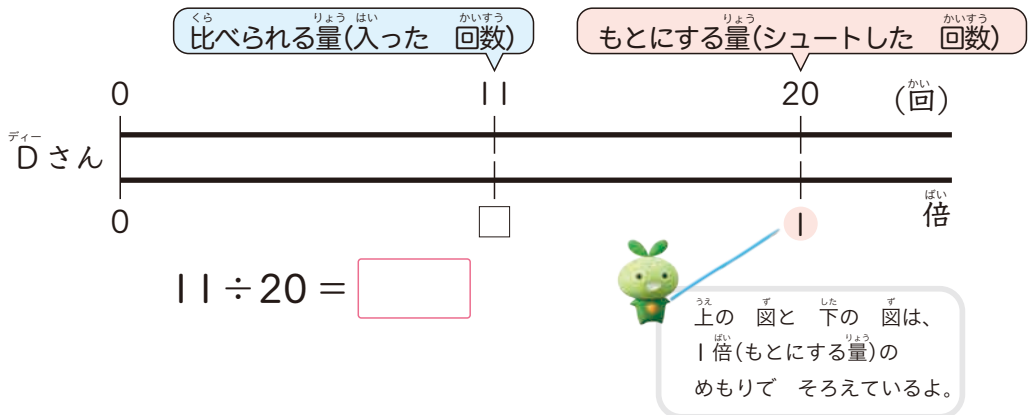 比べられる量(入った 回数)
もとにする量(シュートした 回数)
0 11 20 (回)
Dさん
0 □ 1 倍
11÷20=
上の 図と 下の 図は、
1倍(もとにする量)の
めもりで そろえているよ。